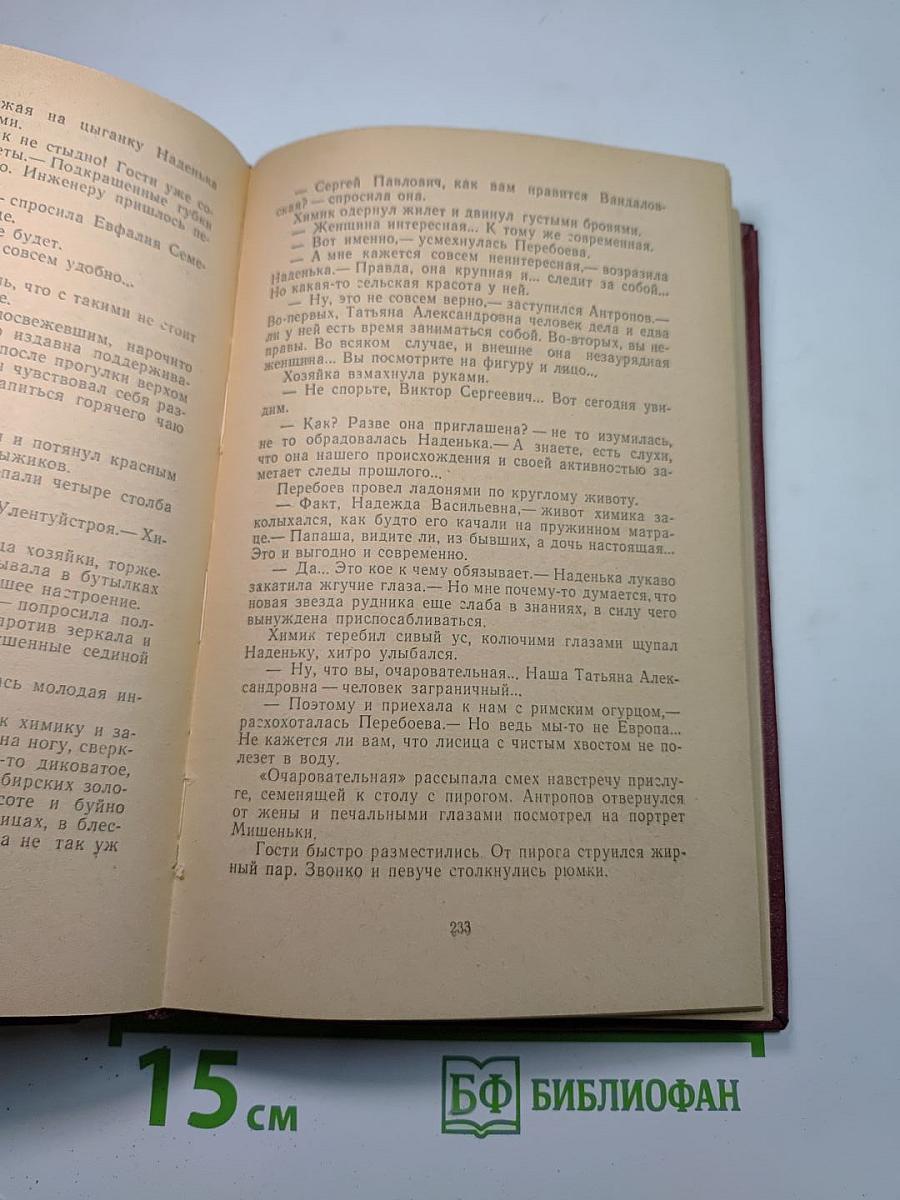 жая на цыганку Наденька
ми.
к не стыдно! Гости уже со-
еты.— Подкрашенные губки
о. Инженеру пришлось пе-
– спросила Евфалия Семе-
не.
е будет.
совсем удобно...
ь, что с такими не стоит
е.
посвежевшим, нарочито
о издавна поддержива-
после прогулки верхом
н чувствовал себя раз-
апиться горячего чаю
и и потянул красным
рыжиков.
пали четыре столба
Улентуйстроя.— Хи-
да хозяйки, торже-
ывала в бутылках
шее настроение.
— попросила пол-
против зеркала и
ушенные сединой
ась молодая ин-
к химику и за-
на ногу, сверк-
-то диковатое,
бирских золо-
соте и буйно
ицах, в блес-
а не так уж
— Сергей Павлович, как вам нравится Вандалов-
ская? — спросила она.
Химик одернул жилет и двинул густыми бровями.
— Женщина интересная... К тому же современная.
— Вот именно,— усмехнулась Перебоева.
— А мне кажется совсем неинтересная,— возразила
Наденька.— Правда, она крупная и... следит за собой...
Но какая-то сельская красота у ней.
— Ну, это не совсем верно,— заступился Антропов.—
Во-первых, Татьяна Александровна человек дела и едва
ли у ней есть время заниматься собой. Во-вторых, вы не-
правы. Во всяком случае, и внешне она незаурядная
женщина... Вы посмотрите на фигуру и лицо...
Хозяйка взмахнула руками.
— Не спорьте, Виктор Сергеевич... Вот сегодня уви-
дим.
— Как? Разве она приглашена? — не то изумилась,
не то обрадовалась Наденька.— А знаете, есть слухи,
что она нашего происхождения и своей активностью за-
метает следы прошлого...
Перебоев провел ладонями по круглому животу.
— Факт, Надежда Васильевна,— живот химика за-
колыхался, как будто его качали на пружинном матра-
це.— Папаша, видите ли, из бывших, а дочь настоящая...
Это и выгодно и современно.
— Да... Это кое к чему обязывает.— Наденька лукаво
закатила жгучие глаза.— Но мне почему-то думается, что
новая звезда рудника еще слаба в знаниях, в силу чего
вынуждена приспосабливаться.
Химик теребил сивый ус, колючими глазами щупал
Наденьку, хитро улыбался.
— Ну, что вы, очаровательная... Наша Татьяна Алек-
сандровна — человек заграничный...
— Поэтому и приехала к нам с римским огурцом,—
расхохоталась Перебоева.— Но ведь мы-то не Европа...
Не кажется ли вам, что лисица с чистым хвостом не по-
лезет в воду.
«Очаровательная» рассыпала смех навстречу прислу-
ге, семенящей к столу с пирогом. Антропов отвернулся
от жены и печальными глазами посмотрел на портрет
Мишеньки.
Гости быстро разместились. От пирога струился жир-
ный пар. Звонко и певуче столкнулись рюмки.
233
15 см
БФ БИБЛИОФАН